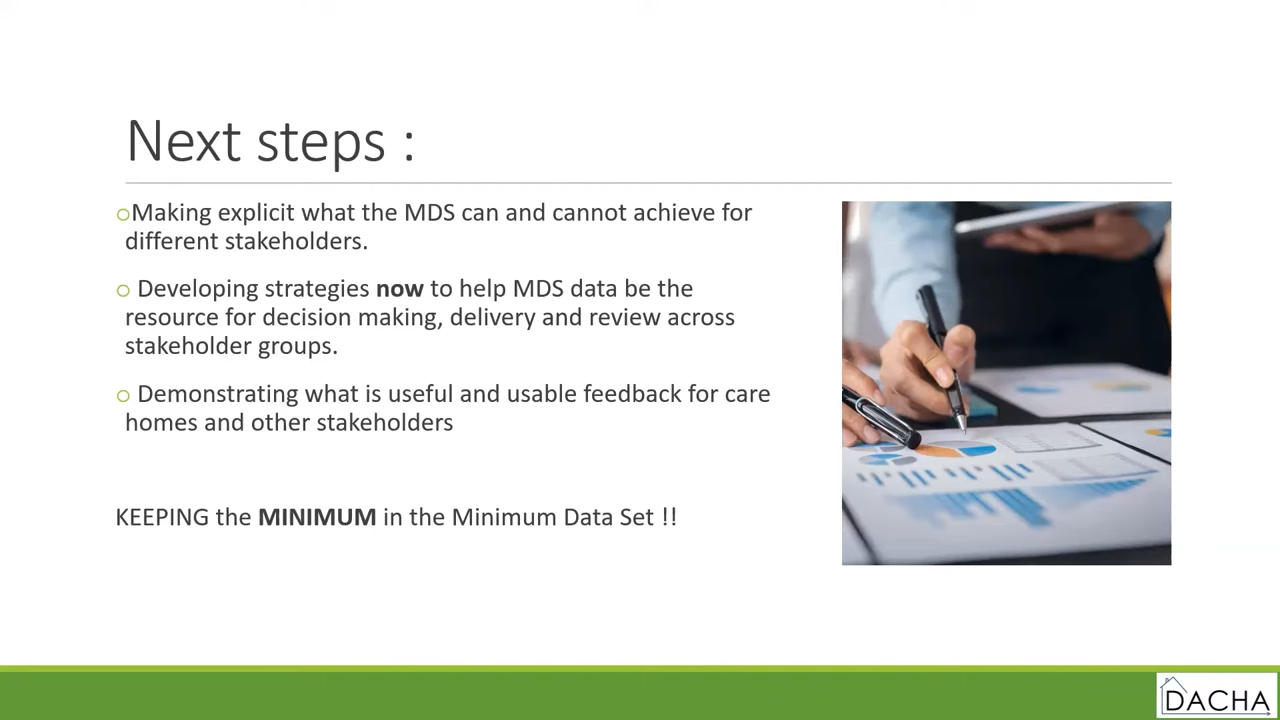 Next steps :
Making explicit what the MDS can and cannot achieve for
different stakeholders.
Developing strategies now to help MDS data be the
resource for decision making, delivery and review across
stakeholder groups.
Demonstrating what is useful and usable feedback for care
homes and other stakeholders
KEEPING the MINIMUM in the Minimum Data Set !!
DACHA